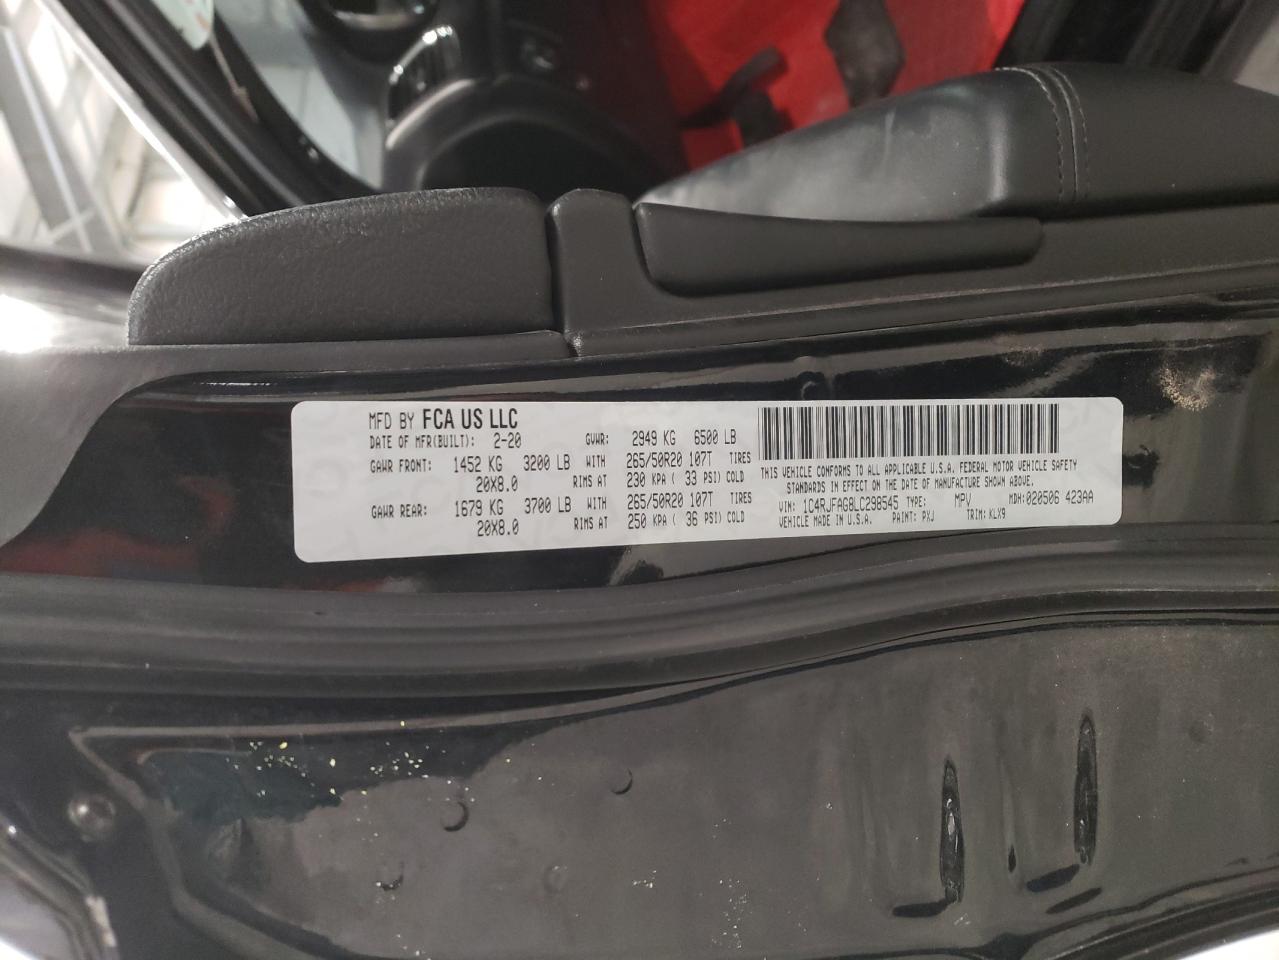 MFD BY FCA US LLC
DATE OF MFR(BUILT): 2-20 GVWR: 2949 KG 6500 LB
GAWR FRONT: 1452 KG 3200 LB WITH 265/50R20 107T TIRES
20X8.0 RIMS AT 230 KPA ( 33 PSI) COLD
GAWR REAR: 1679 KG 3700 LB WITH 265/50R20 107T TIRES
20X8.0 RIMS AT 250 KPA ( 36 PSI) COLD
THIS VEHICLE CONFORMS TO ALL APPLICABLE U.S.A. FEDERAL MOTOR VEHICLE SAFETY
STANDARDS IN EFFECT ON THE DATE OF MANUFACTURE SHOWN ABOVE.
VIN: 1C4RJFAG8LC298545 TYPE: MPV MDH:020506 423AA
VEHICLE MADE IN U.S.A. PAINT: PXJ TRIM: KLX9